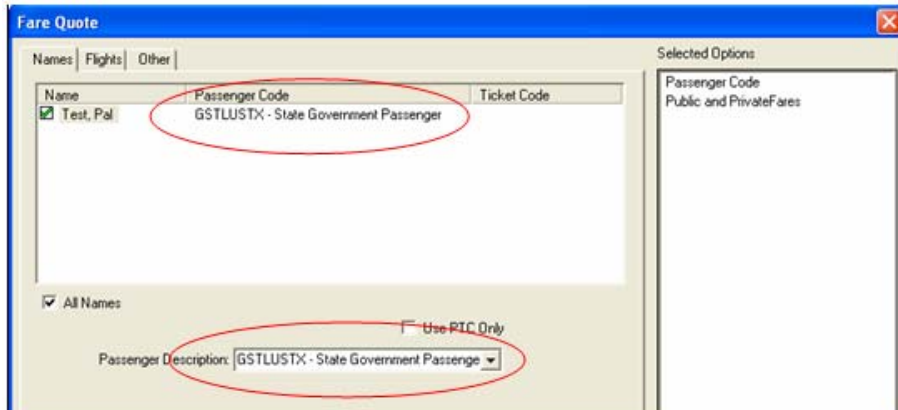 Fare Quote
Names Flights Other
Selected Options
Name Passenger Code Ticket Code
Test, Pal GSTLUSTX - State Government Passenger
Passenger Code
Public and PrivateFares
All Names
Use PTC Only
Passenger Description: GSTLUSTX - State Government Passenge